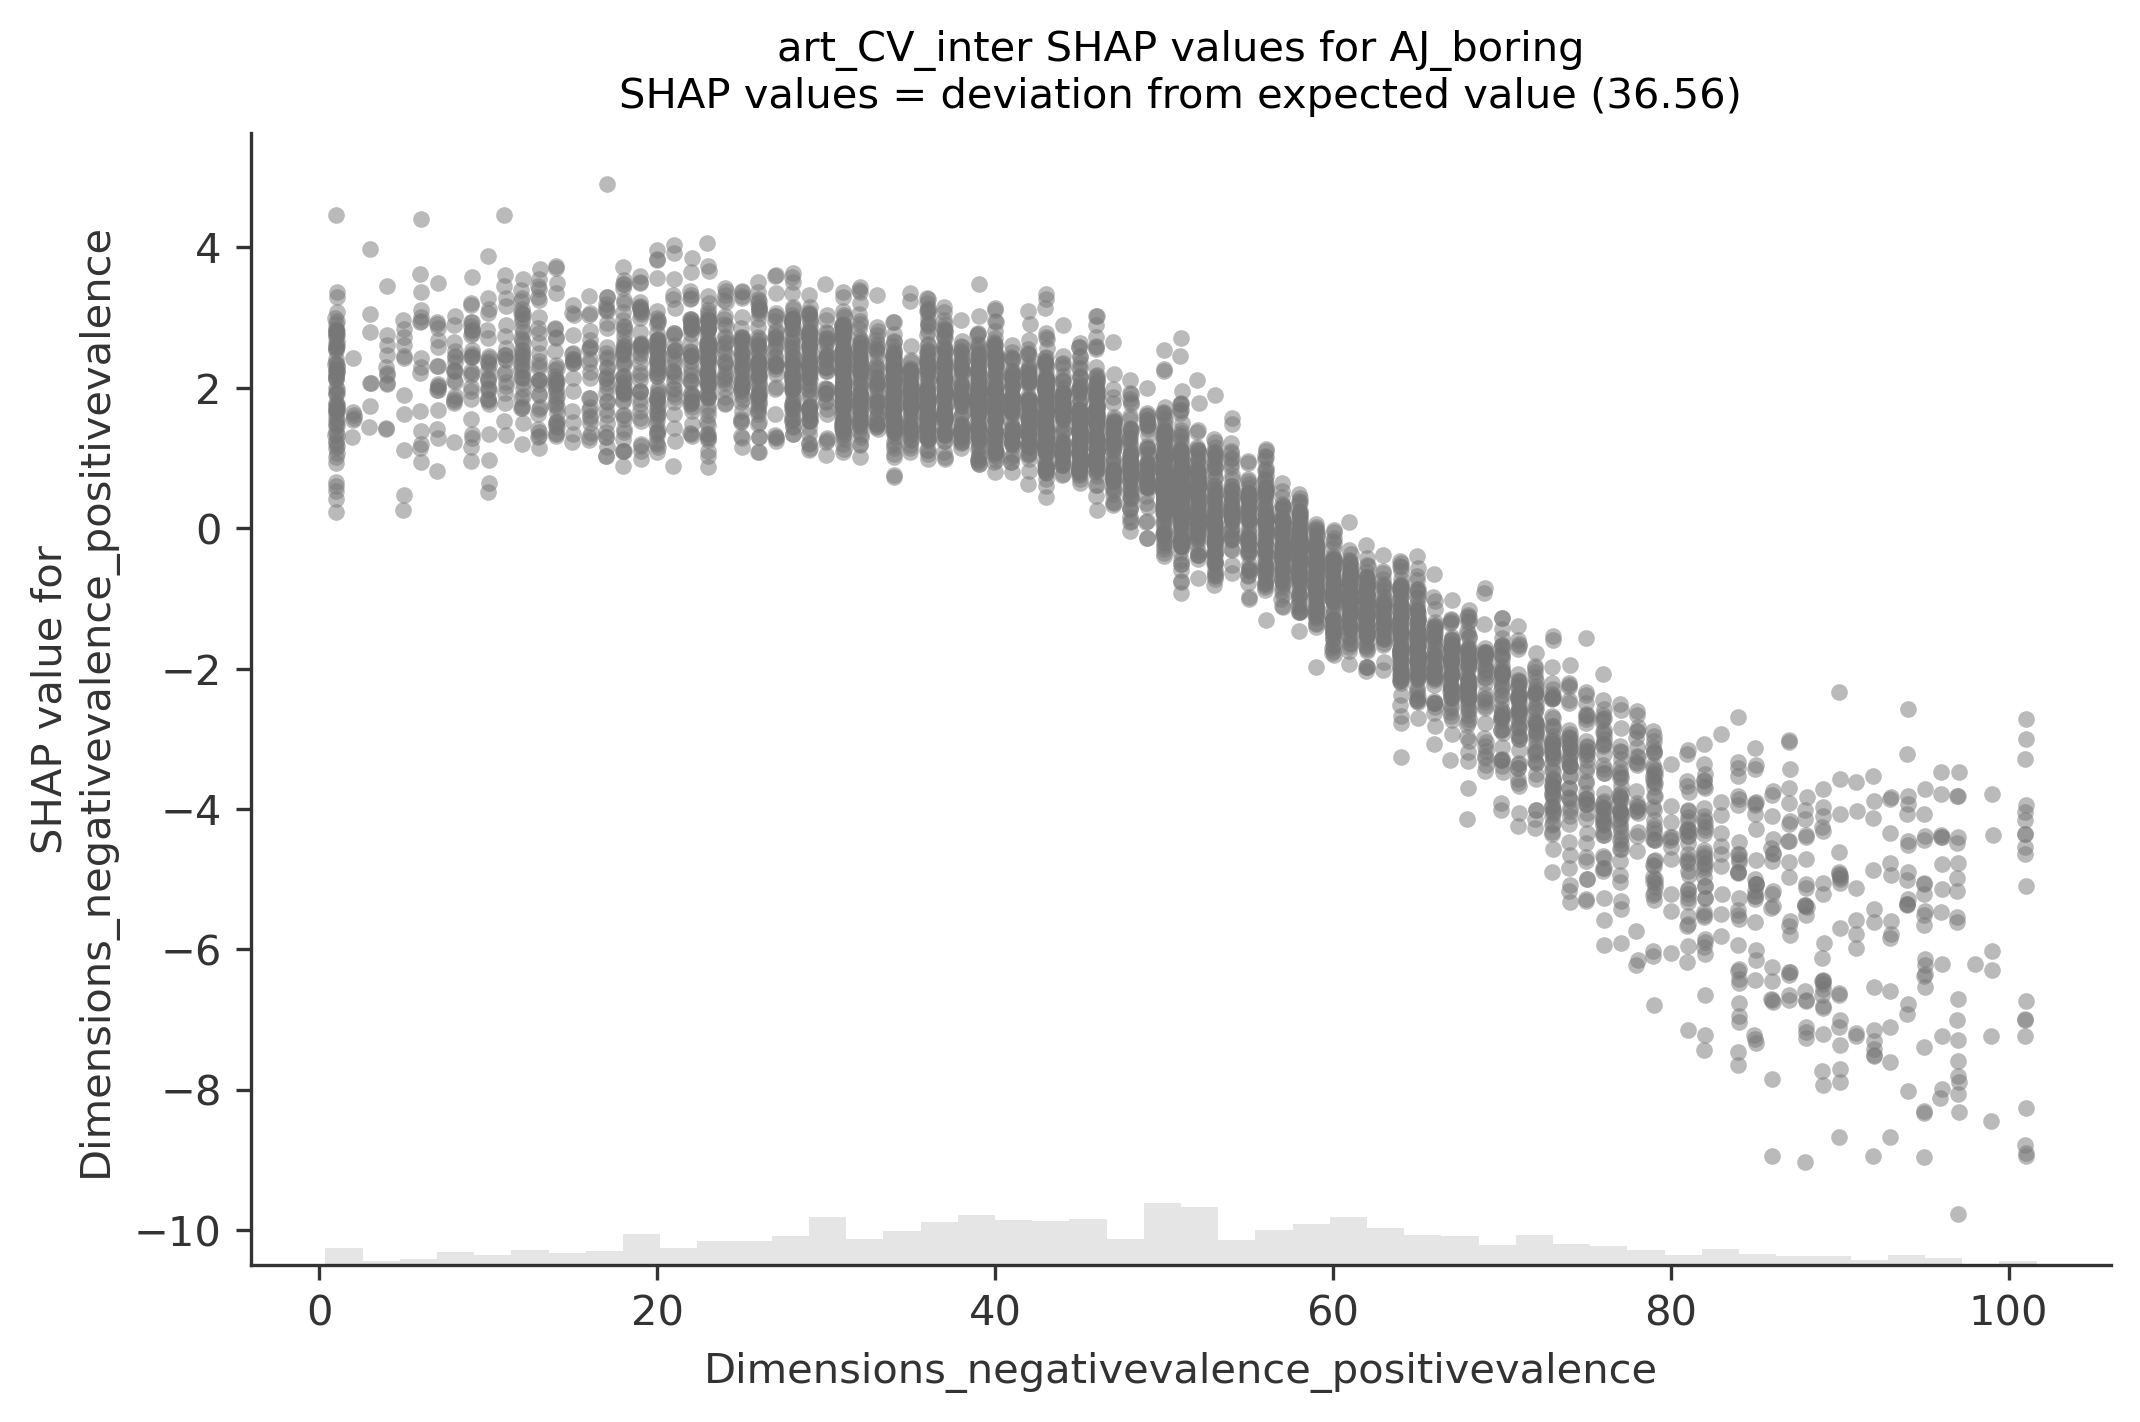 art_CV_inter SHAP values for AJ_boring
SHAP values = deviation from expected value (36.56)
SHAP value for
Dimensions_negativevalence_positivevalence
4
2
0
−2
−4
−6
−8
−10
0 20 40 60 80 100
Dimensions_negativevalence_positivevalence